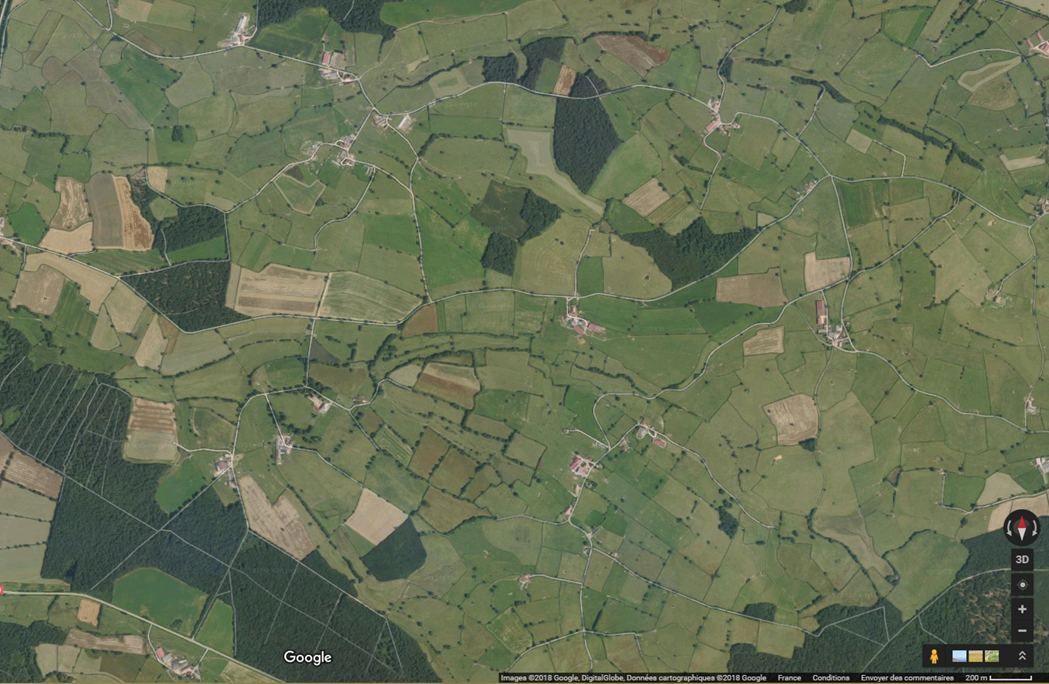 3D
Google
Images ©2018 Google, DigitalGlobe, Données cartographiques ©2018 Google France Conditions Envoyer des commentaires 200 m